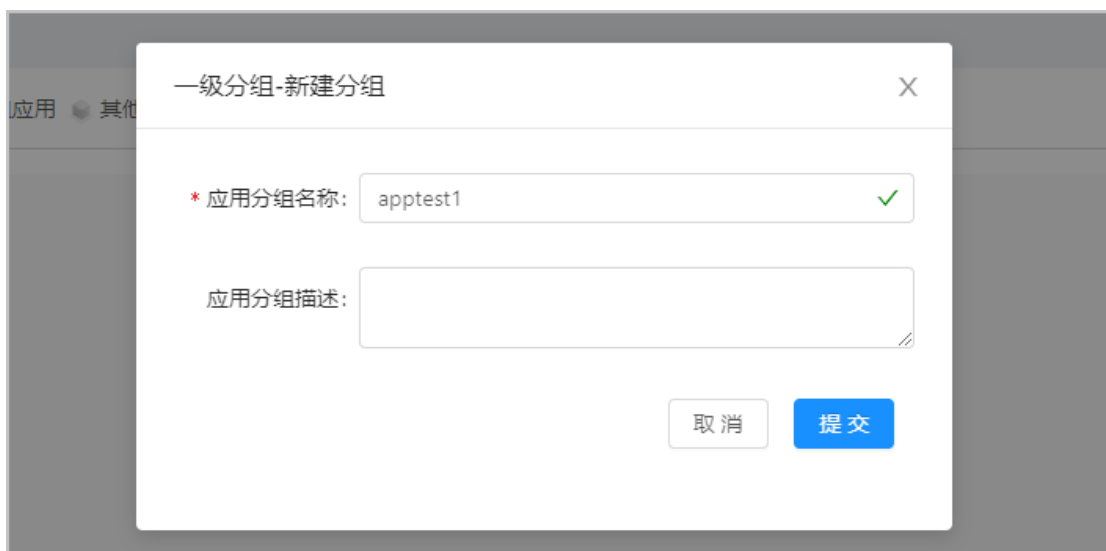 一级分组-新建分组
应用 其他
* 应用分组名称: apptest1
应用分组描述:
取 消 提 交